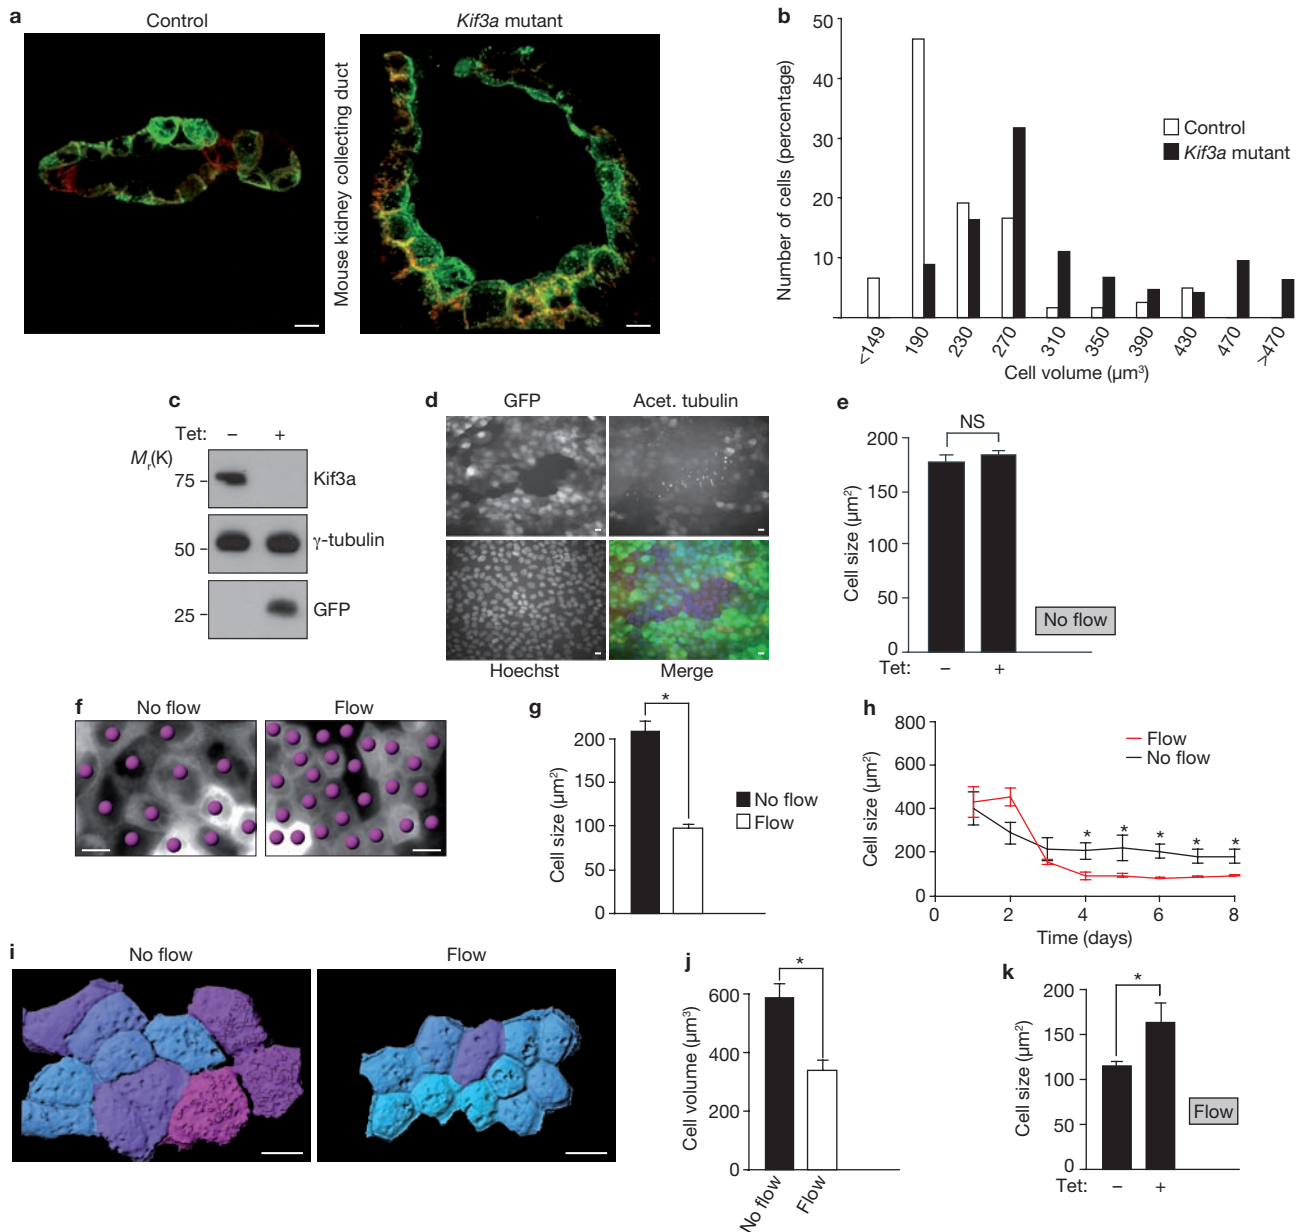 a
Control
Kif3a mutant
Mouse kidney collecting duct
b
Number of cells (percentage)
50
40
30
20
10
Control
Kif3a mutant
<149
190
230
270
310
350
390
430
470
>470
Cell volume (µm³)
c
Tet: – +
Mr(K)
75
Kif3a
50
γ-tubulin
25
GFP
d
GFP
Acet. tubulin
Hoechst
Merge
e
NS
Cell size (µm²)
200
150
100
50
0
No flow
Tet: – +
f
No flow
Flow
g
*
Cell size (µm²)
200
200
100
50
0
No flow
Flow
h
Cell size (µm²)
800
600
400
200
0
Flow
No flow
* * * * *
0 2 4 6 8
Time (days)
i
No flow
Flow
j
*
Cell volume (µm³)
600
400
200
0
No flow
Flow
k
*
Cell size (µm²)
200
150
100
50
0
Flow
Tet: – +